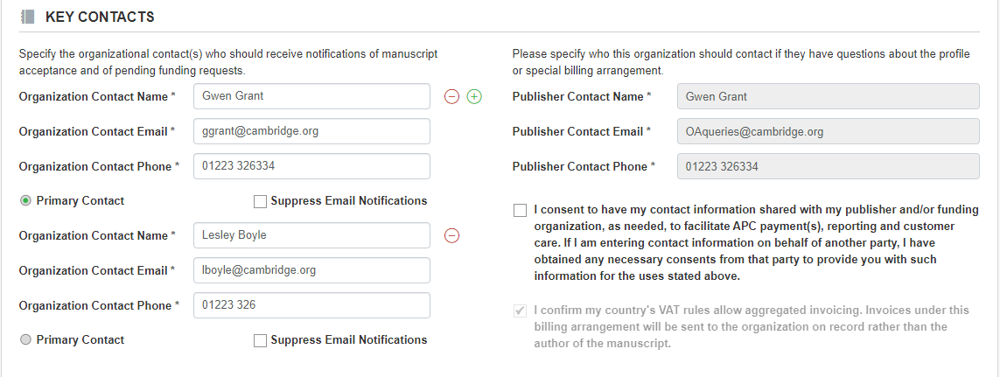 KEY CONTACTS
Specify the organizational contact(s) who should receive notifications of manuscript
acceptance and of pending funding requests.
Organization Contact Name * Gwen Grant
Organization Contact Email * ggrant@cambridge.org
Organization Contact Phone * 01223 326334
Primary Contact Suppress Email Notifications
Organization Contact Name * Lesley Boyle
Organization Contact Email * lboyle@cambridge.org
Organization Contact Phone * 01223 326
Primary Contact Suppress Email Notifications
Please specify who this organization should contact if they have questions about the profile
or special billing arrangement.
Publisher Contact Name * Gwen Grant
Publisher Contact Email * OAqueries@cambridge.org
Publisher Contact Phone * 01223 326334
I consent to have my contact information shared with my publisher and/or funding
organization, as needed, to facilitate APC payment(s), reporting and customer
care. If I am entering contact information on behalf of another party, I have
obtained any necessary consents from that party to provide you with such
information for the uses stated above.
I confirm my country's VAT rules allow aggregated invoicing. Invoices under this
billing arrangement will be sent to the organization on record rather than the
author of the manuscript.